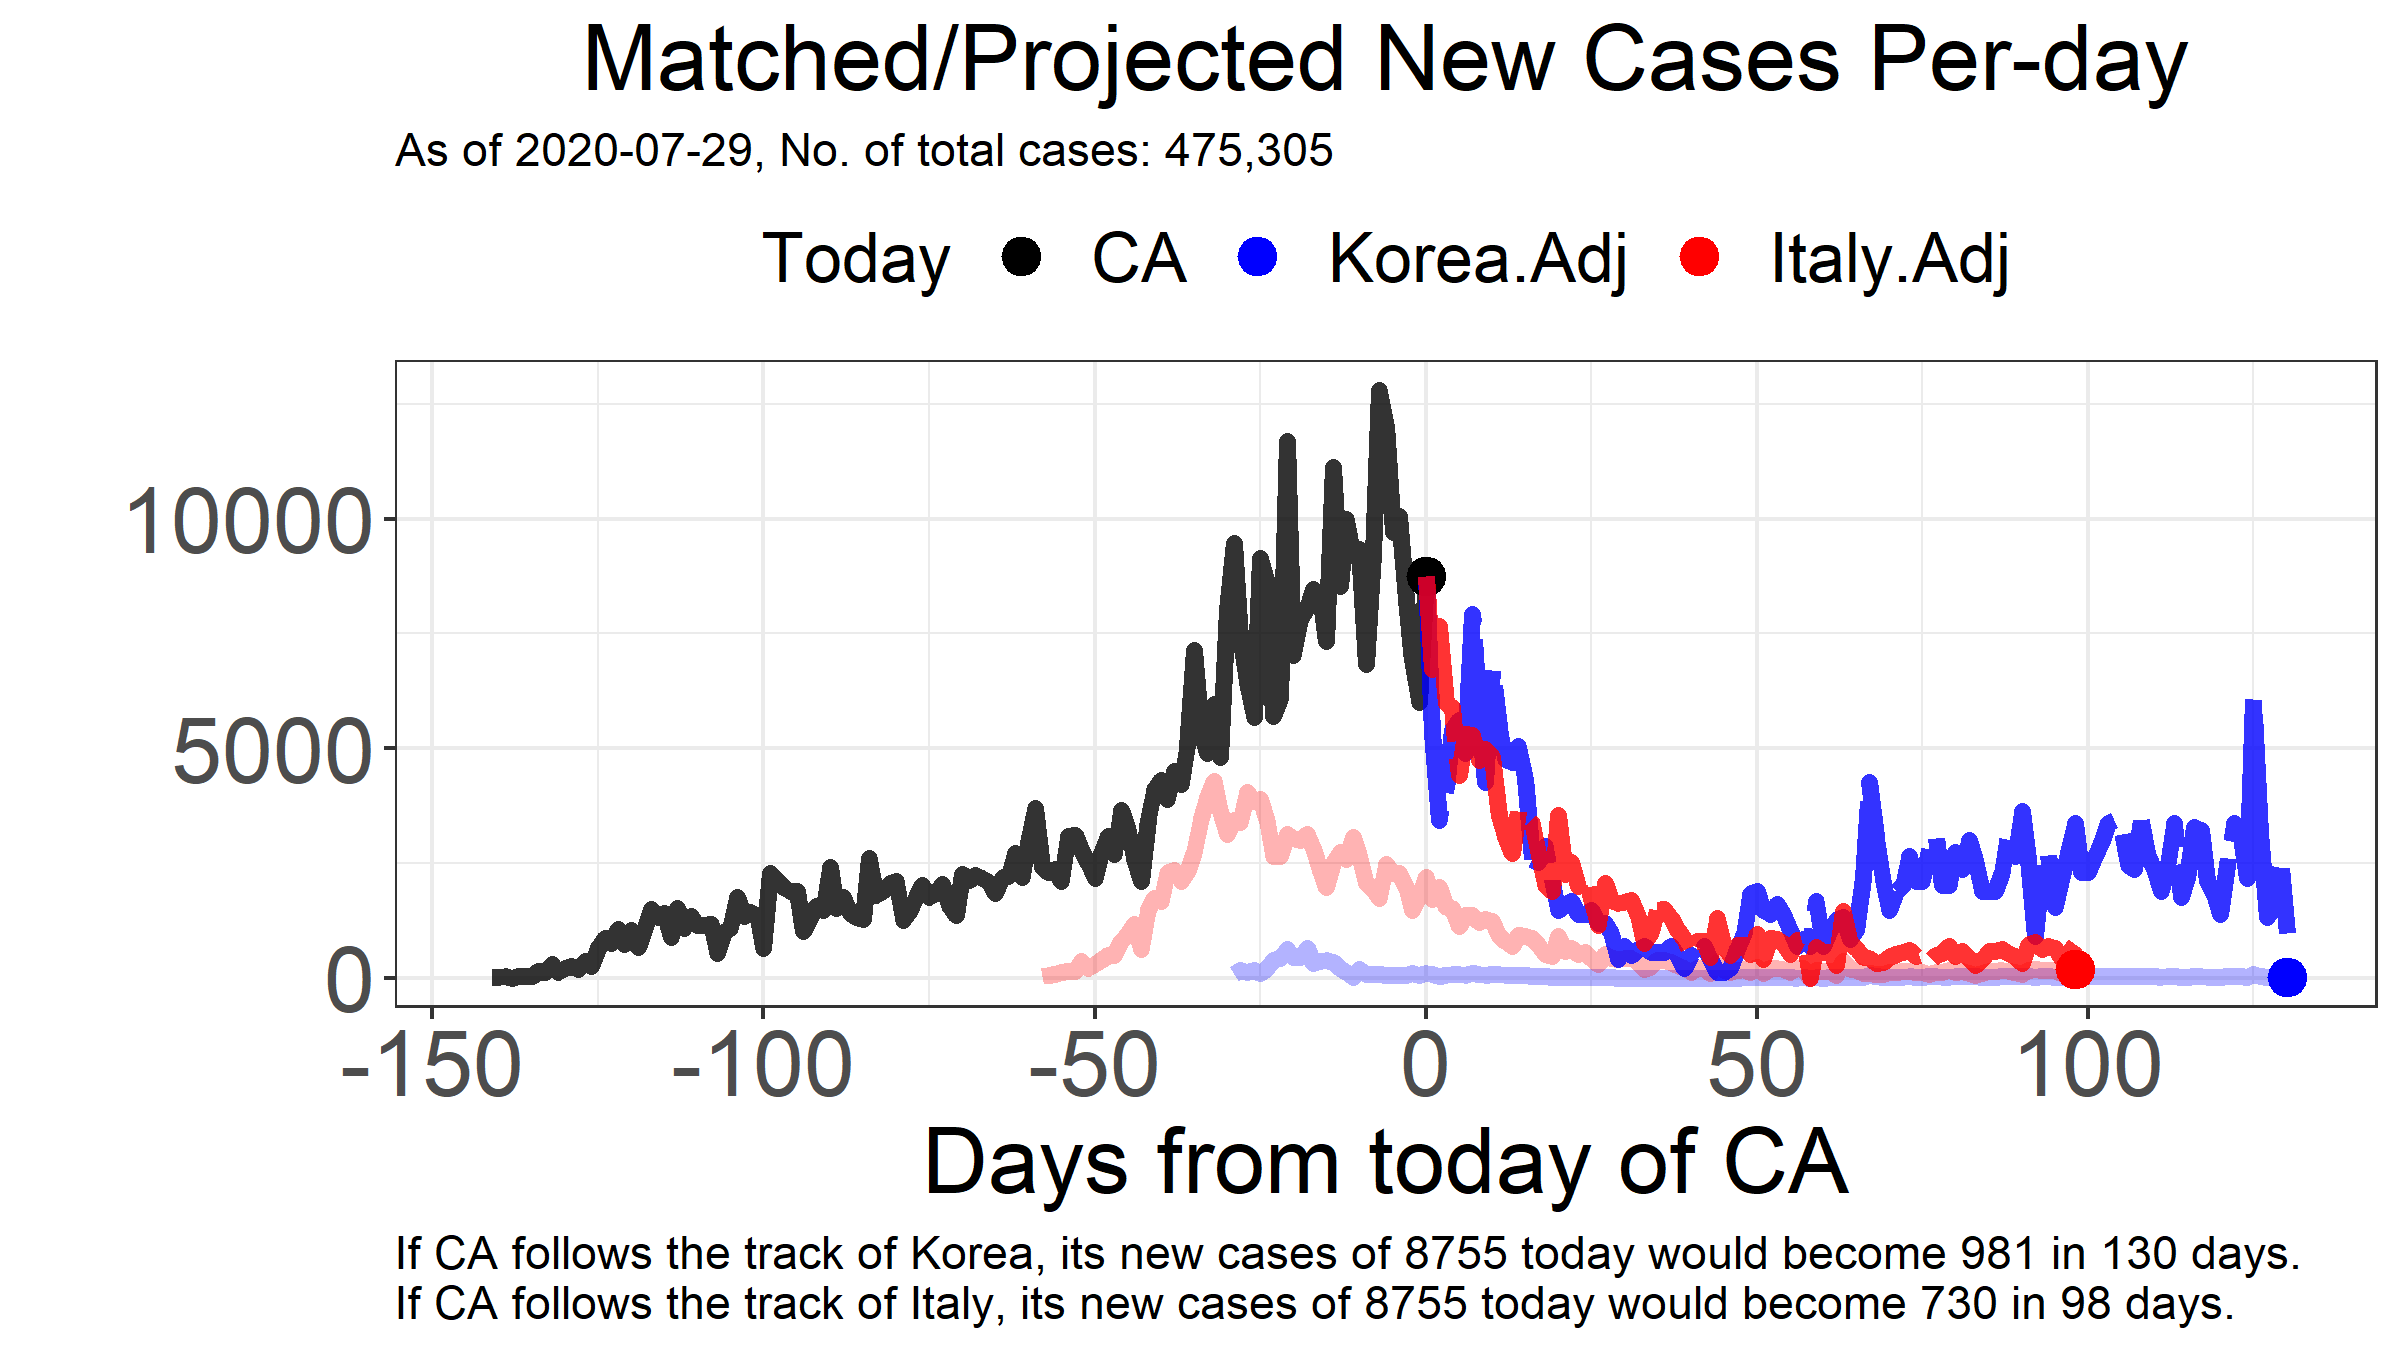 Matched/Projected New Cases Per-day
As of 2020-07-29, No. of total cases: 475,305
Today CA Korea.Adj Italy.Adj
10000
5000
0
-150 -100 -50 0 50 100
Days from today of CA
If CA follows the track of Korea, its new cases of 8755 today would become 981 in 130 days.
If CA follows the track of Italy, its new cases of 8755 today would become 730 in 98 days.